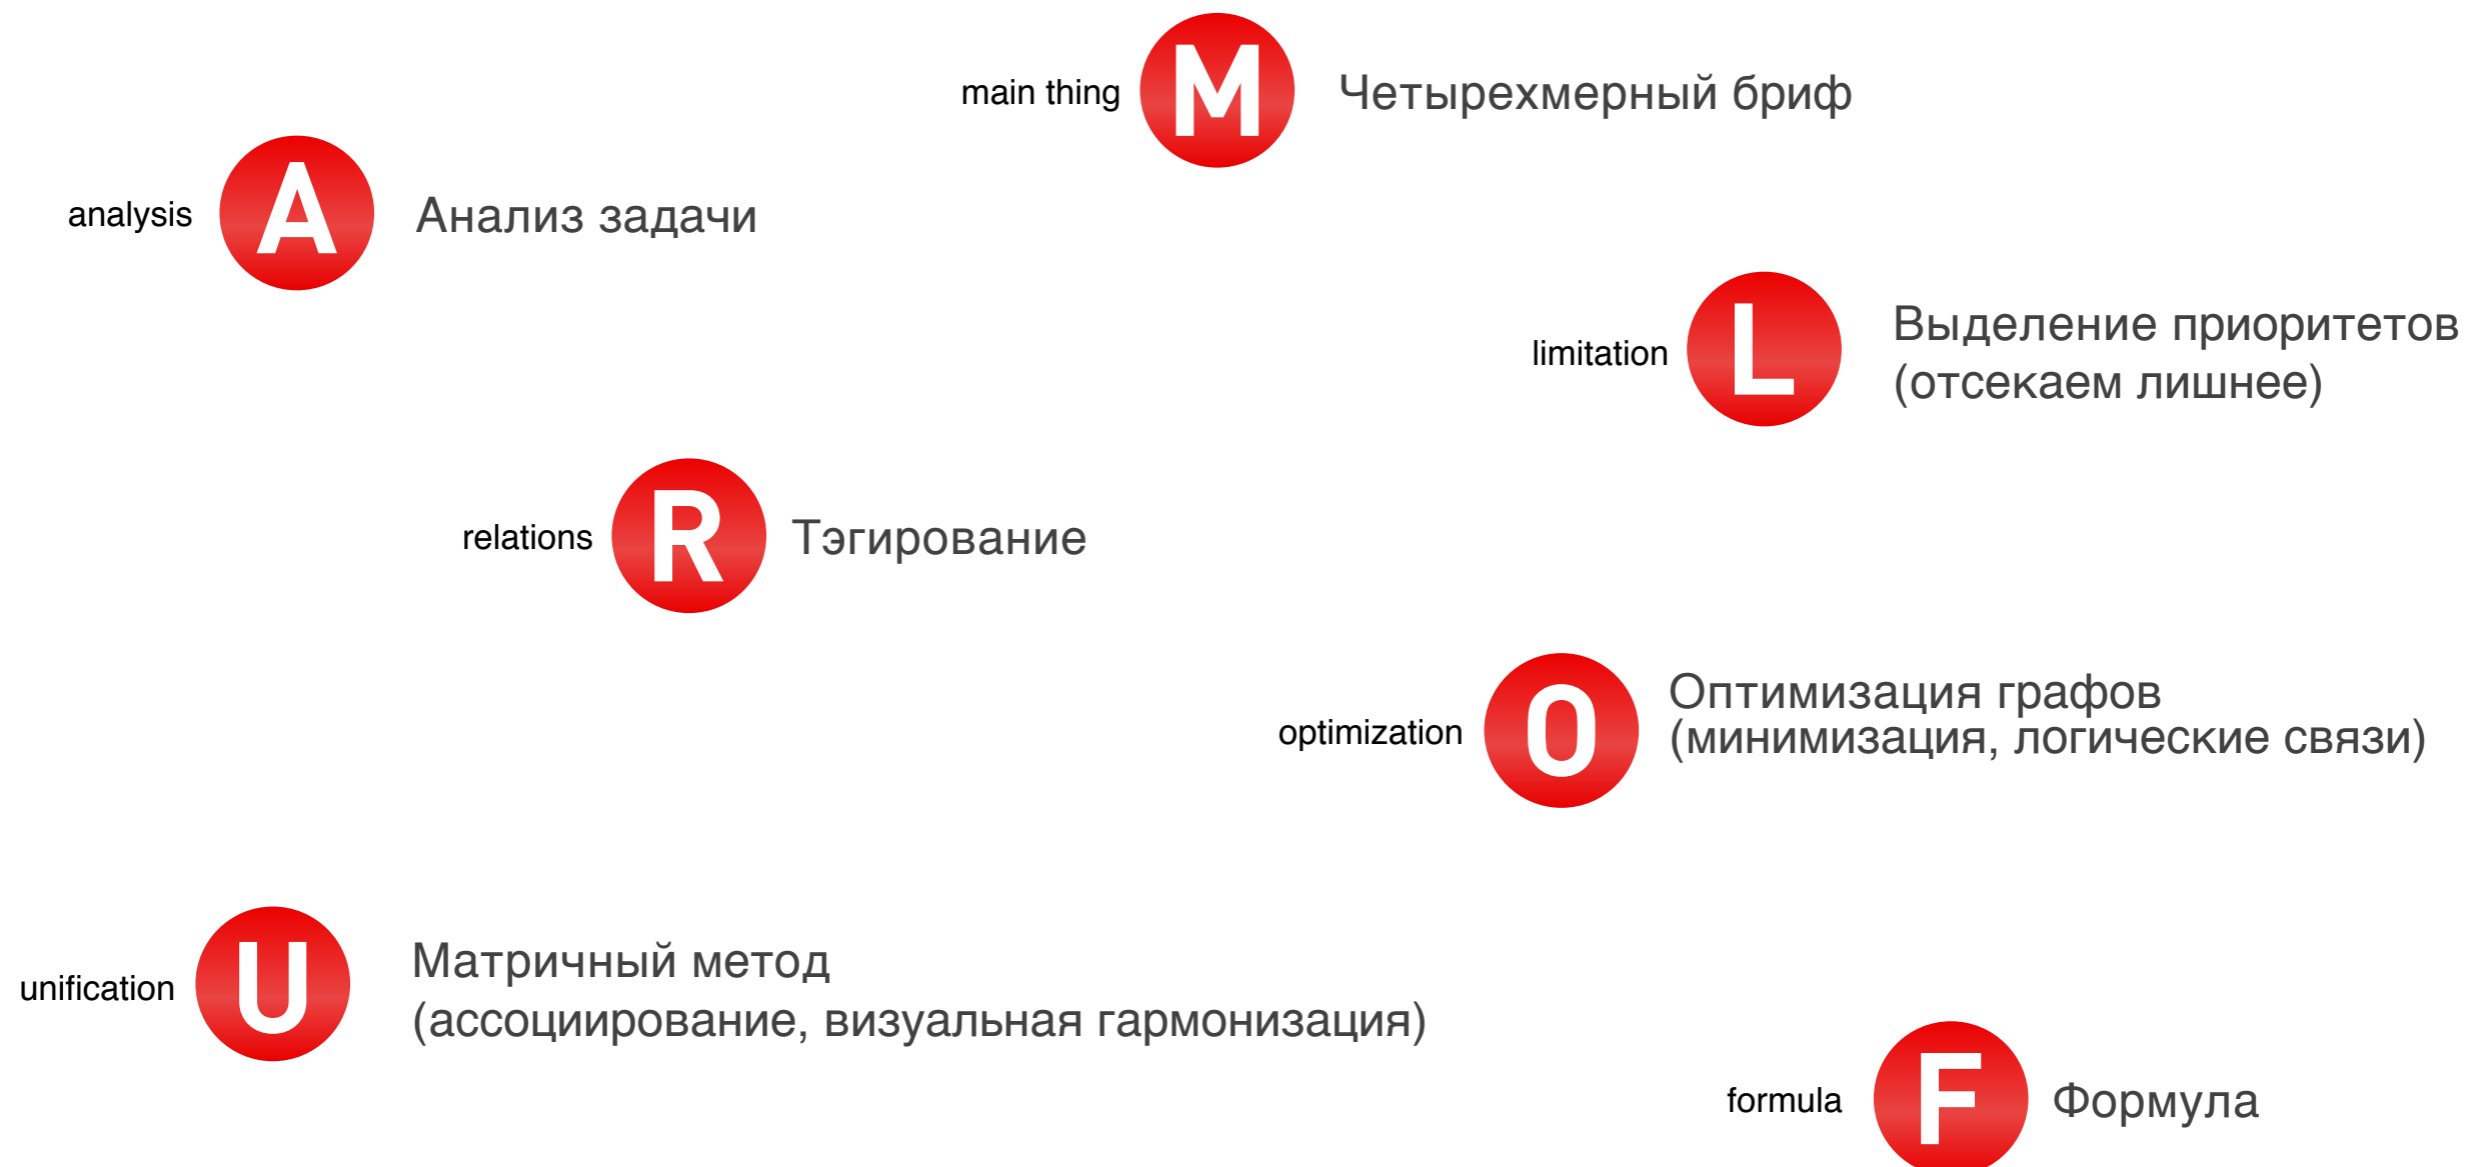 main thing M Четырехмерный бриф
analysis A Анализ задачи
limitation L Выделение приоритетов
(отсекаем лишнее)
relations R Тэгирование
optimization O Оптимизация графов
(минимизация, логические связи)
unification U Матричный метод
(ассоциирование, визуальная гармонизация)
formula F Формула